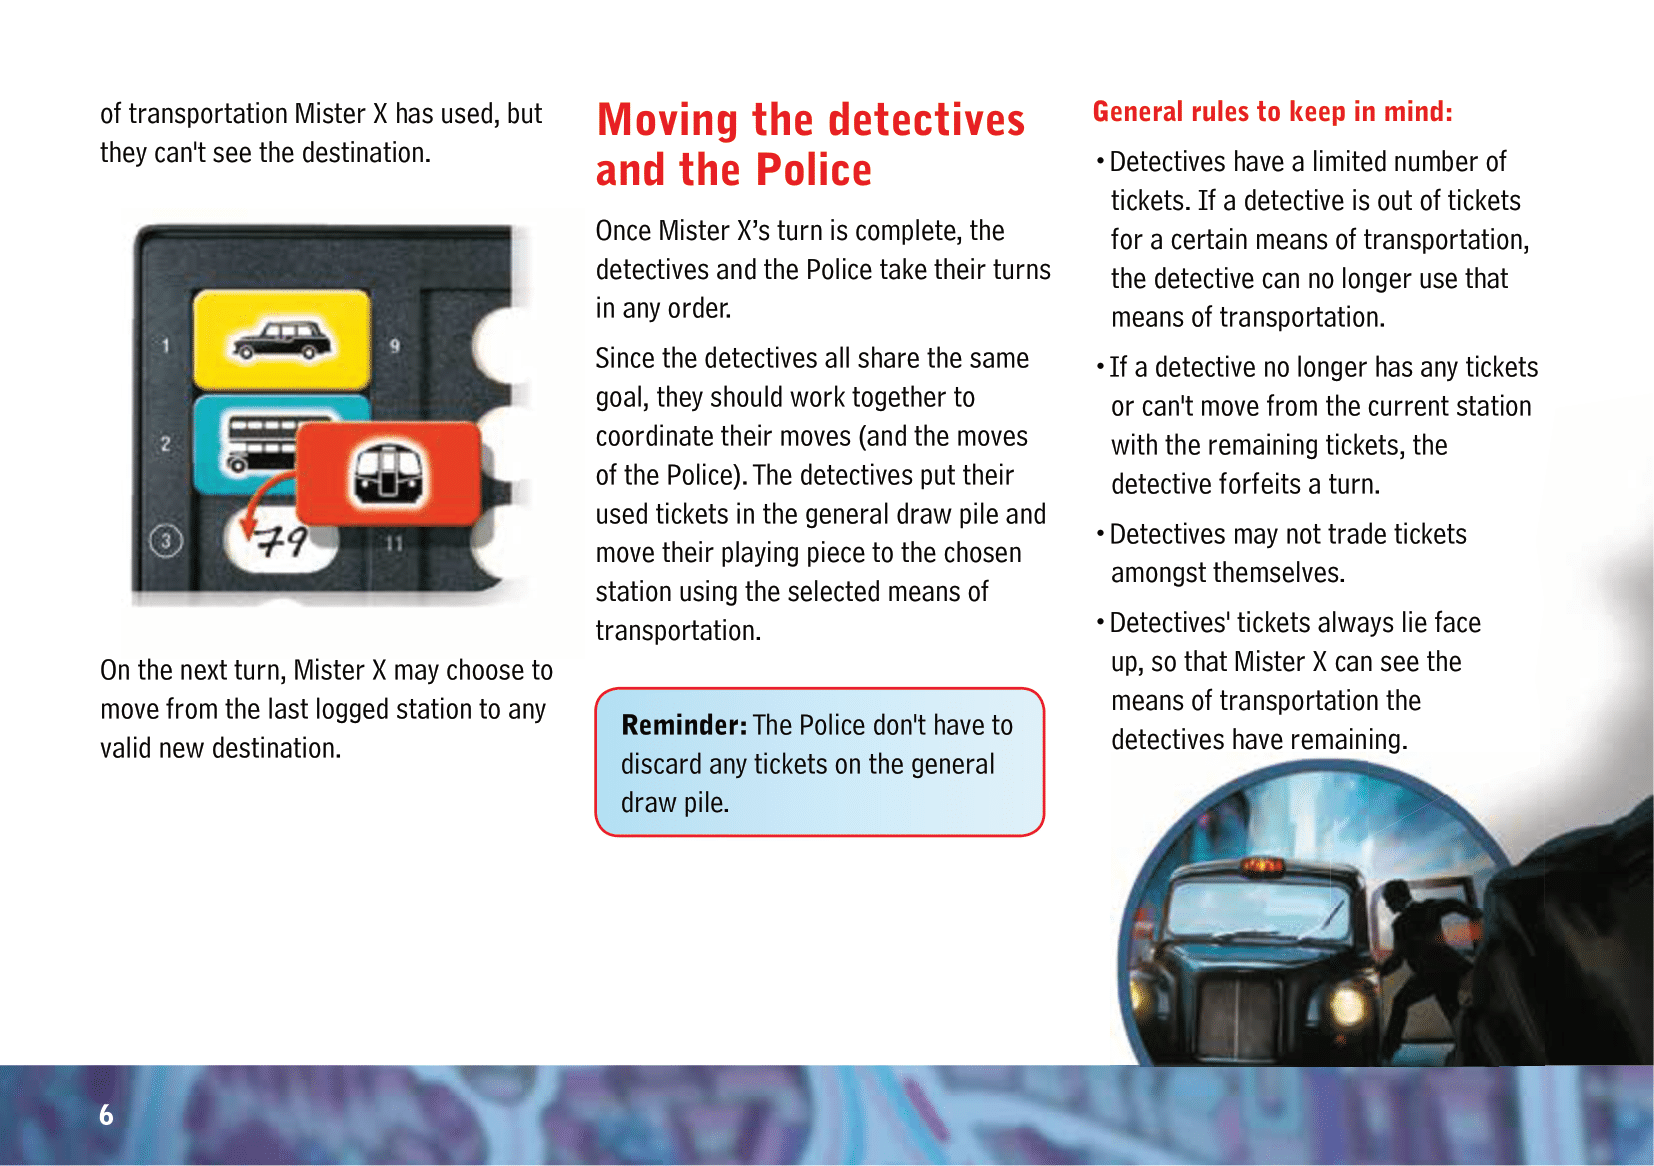 of transportation Mister X has used, but
they can't see the destination.
1
9
2
3
79
11
On the next turn, Mister X may choose to
move from the last logged station to any
valid new destination.
Moving the detectives
and the Police
Once Mister X’s turn is complete, the
detectives and the Police take their turns
in any order.
Since the detectives all share the same
goal, they should work together to
coordinate their moves (and the moves
of the Police). The detectives put their
used tickets in the general draw pile and
move their playing piece to the chosen
station using the selected means of
transportation.
Reminder: The Police don't have to
discard any tickets on the general
draw pile.
General rules to keep in mind:
• Detectives have a limited number of
tickets. If a detective is out of tickets
for a certain means of transportation,
the detective can no longer use that
means of transportation.
• If a detective no longer has any tickets
or can't move from the current station
with the remaining tickets, the
detective forfeits a turn.
• Detectives may not trade tickets
amongst themselves.
• Detectives' tickets always lie face
up, so that Mister X can see the
means of transportation the
detectives have remaining.
6